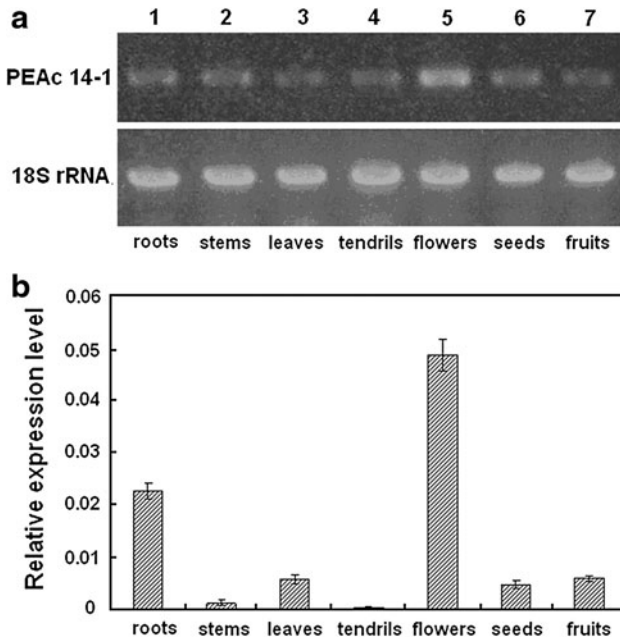 a 1 2 3 4 5 6 7
PEAc 14-1
18S rRNA
roots stems leaves tendrils flowers seeds fruits
b
Relative expression level
0.06
0.05
0.04
0.03
0.02
0.01
0
roots stems leaves tendrils flowers seeds fruits